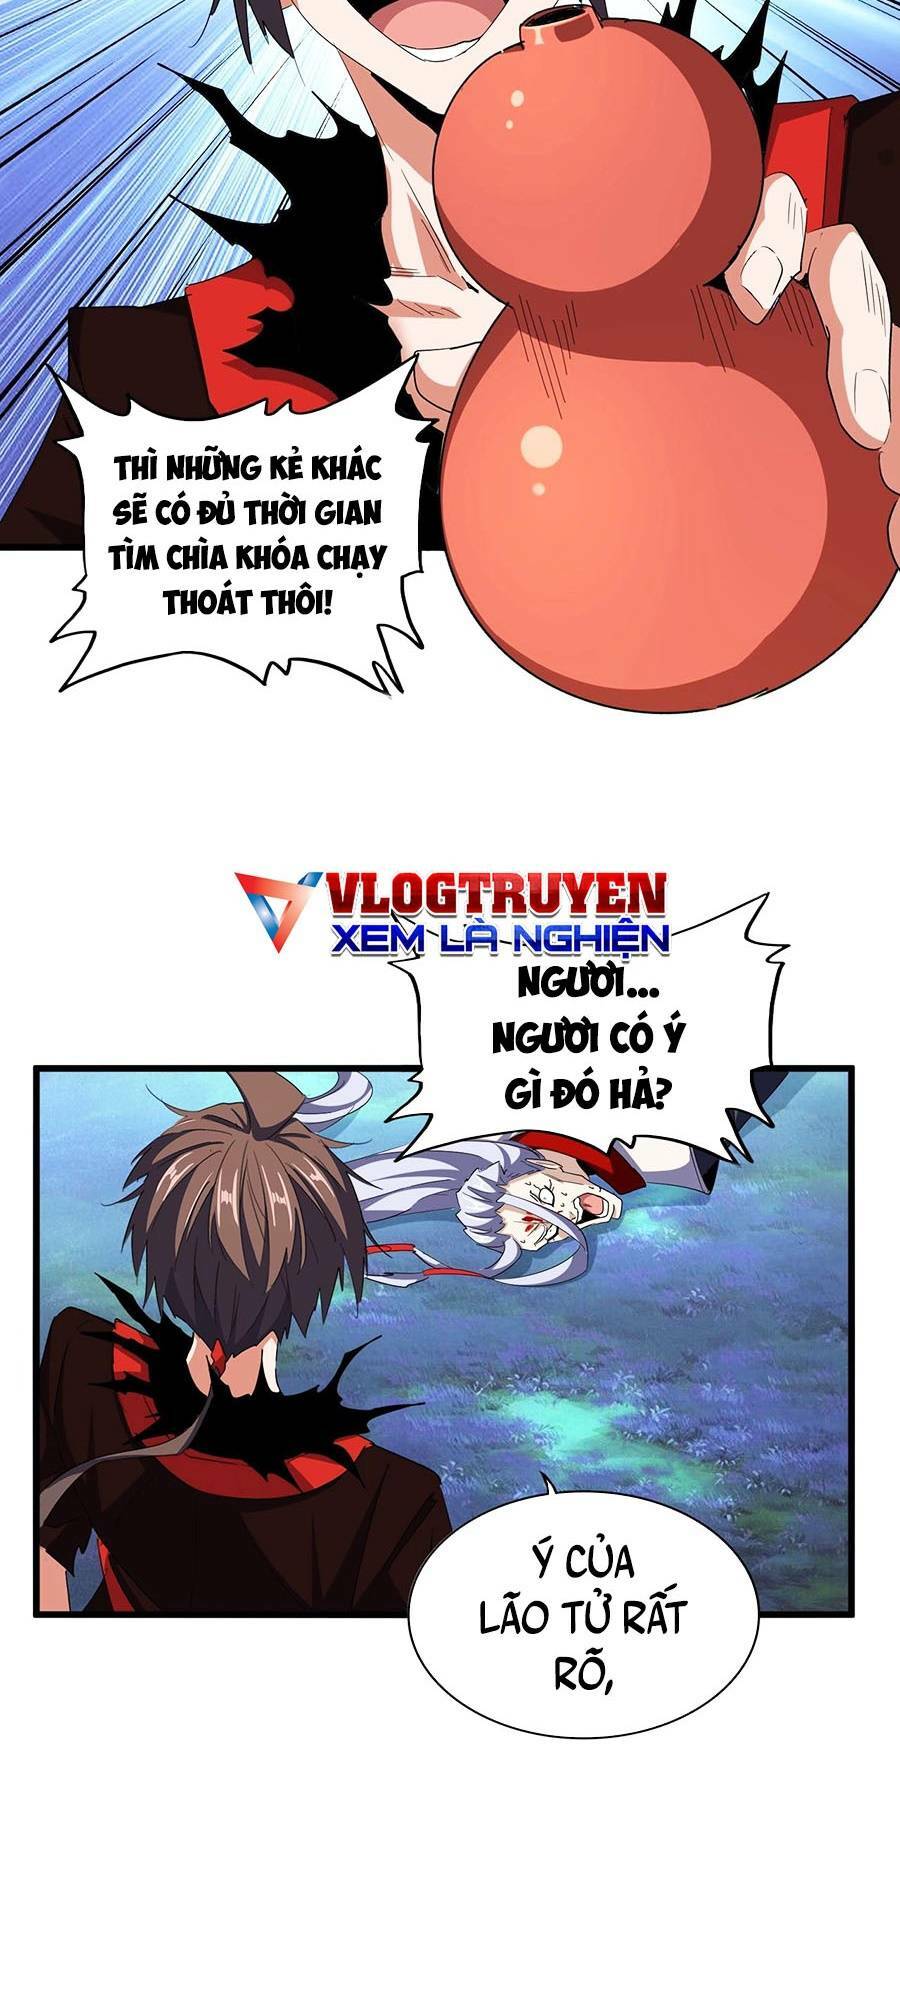 THÌ NHỮNG KẺ KHÁC
SẼ CÓ ĐỦ THỜI GIAN
TÌM CHÌA KHÓA CHẠY
THOÁT THÔI!
VLOGTRUYEN
XEM LÀ NGHIỆN
NGƯƠI...
NGƯƠI CÓ Ý
GÌ ĐÓ HẢ?
Ý CỦA
LÃO TỬ RẤT
RÕ,